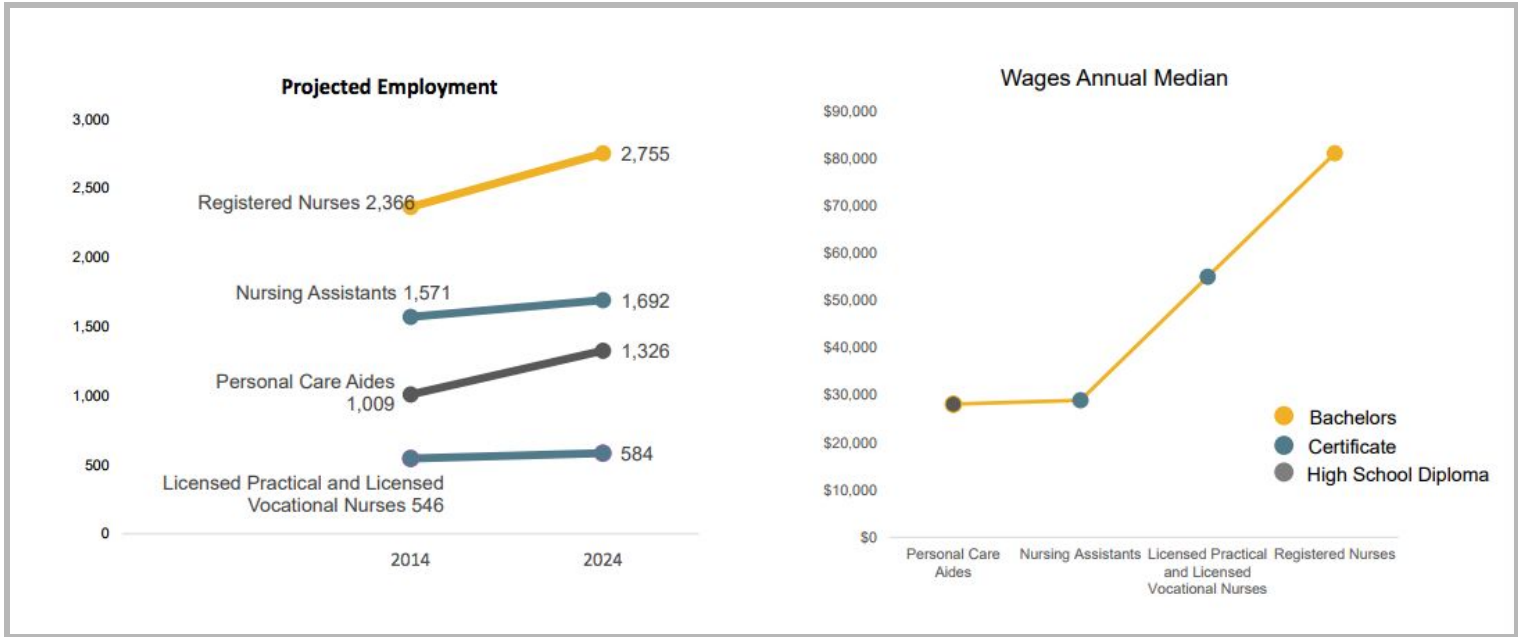 Projected Employment
3,000
2,500
2,000
1,500
1,000
500
0
Registered Nurses 2,366
2,755
Nursing Assistants 1,571
1,692
Personal Care Aides
1,009
1,326
584
Licensed Practical and Licensed
Vocational Nurses 546
2014
2024
Wages Annual Median
$90,000
$80,000
$70,000
$60,000
$50,000
$40,000
$30,000
$20,000
$10,000
$0
Bachelors
Certificate
High School Diploma
Personal Care
Aides
Nursing Assistants
Licensed Practical
and Licensed
Vocational Nurses
Registered Nurses